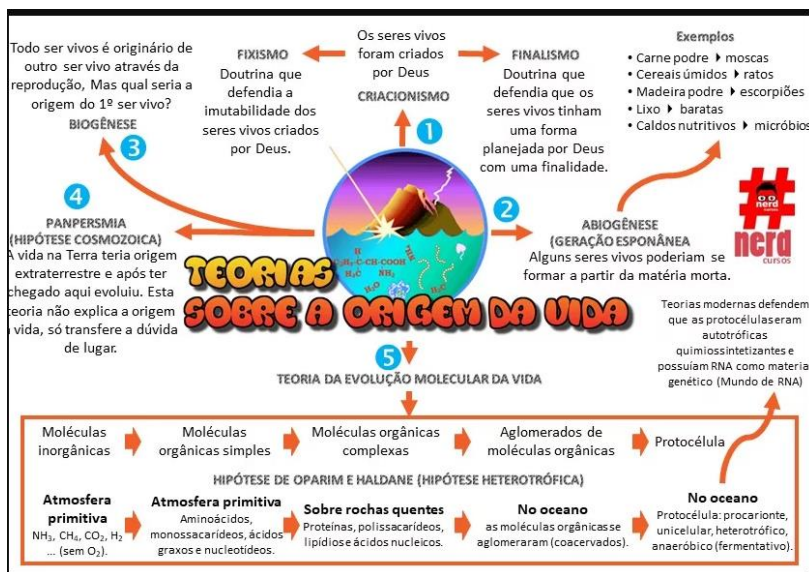 Todo ser vivos é originário de
outro ser vivo através da
reprodução, Mas qual seria a
origem do 1º ser vivo?
BIOGÊNESE
3
FIXISMO
Doutrina que
defendia a
imutabilidade dos
seres vivos criados
por Deus.
Os seres vivos
foram criados
por Deus
CRIACIONISMO
1
FINALISMO
Doutrina que
defendia que os
seres vivos tinham
uma forma
planejada por Deus
com uma finalidade.
Exemplos
• Carne podre moscas
• Cereais úmidos ratos
• Madeira podre escorpiões
• Lixo baratas
• Caldos nutritivos micróbios
4
PANPERSMIA
(HIPÓTESE COSMOZOICA)
A vida na Terra teria origem
extraterrestre e após ter
chegado aqui evoluiu. Esta
teoria não explica a origem
vida, só transfere a dúvida
de lugar.
2
ABIOGÊNESE
(GERAÇÃO ESPONÂNEA
Alguns seres vivos poderiam se
formar a partir da matéria morta.
#
nerd
cursos
TEORIAS
SOBRE A ORIGEM DA VIDA
5
TEORIA DA EVOLUÇÃO MOLECULAR DA VIDA
Teorias modernas defendem
que as protocélulas eram
autotróficas
quimiossintetizantes e
possuíam RNA como materia
genético (Mundo de RNA)
Moléculas
inorgânicas
Moléculas
orgânicas simples
Moléculas orgânicas
complexas
Aglomerados de
moléculas orgânicas
Protocélula
HIPÓTESE DE OPARIM E HALDANE (HIPÓTESE HETEROTRÓFICA)
Atmosfera
primitiva
NH₃, CH₄, CO₂, H₂
... (sem O₂).
Atmosfera primitiva
Aminoácidos,
monossacarídeos, ácidos
graxos e nucleotídeos.
Sobre rochas quentes
Proteínas, polissacarídeos,
lipídios e ácidos nucleicos.
No oceano
as moléculas orgânicas se
aglomeraram (coacervados).
No oceano
Protocélula: procarionte,
unicelular, heterotrófico,
anaeróbico (fermentativo).